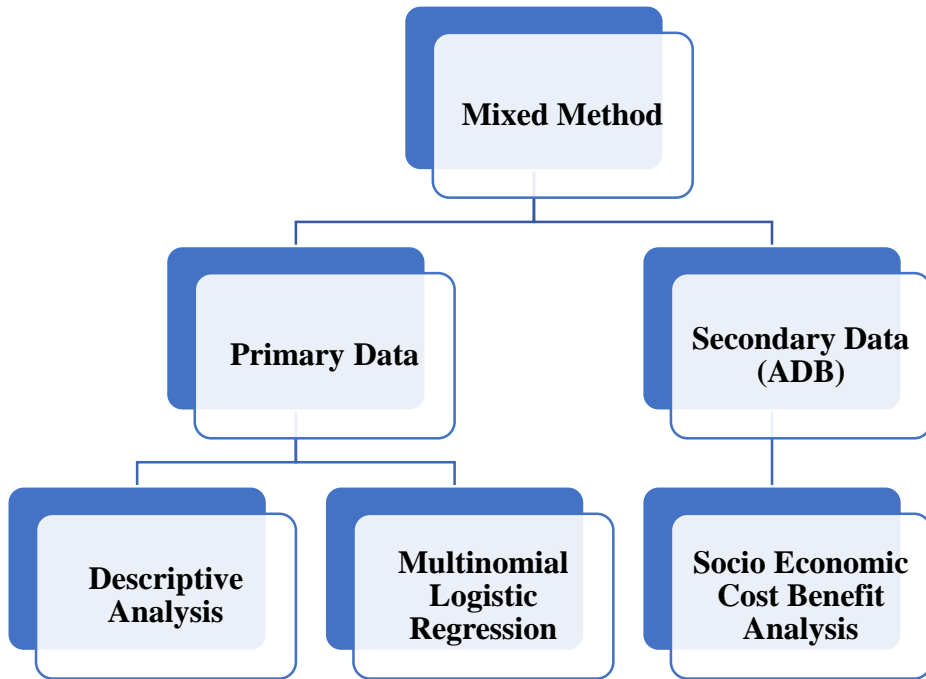 Mixed Method
Primary Data
Secondary Data
(ADB)
Descriptive
Analysis
Multinomial
Logistic
Regression
Socio Economic
Cost Benefit
Analysis